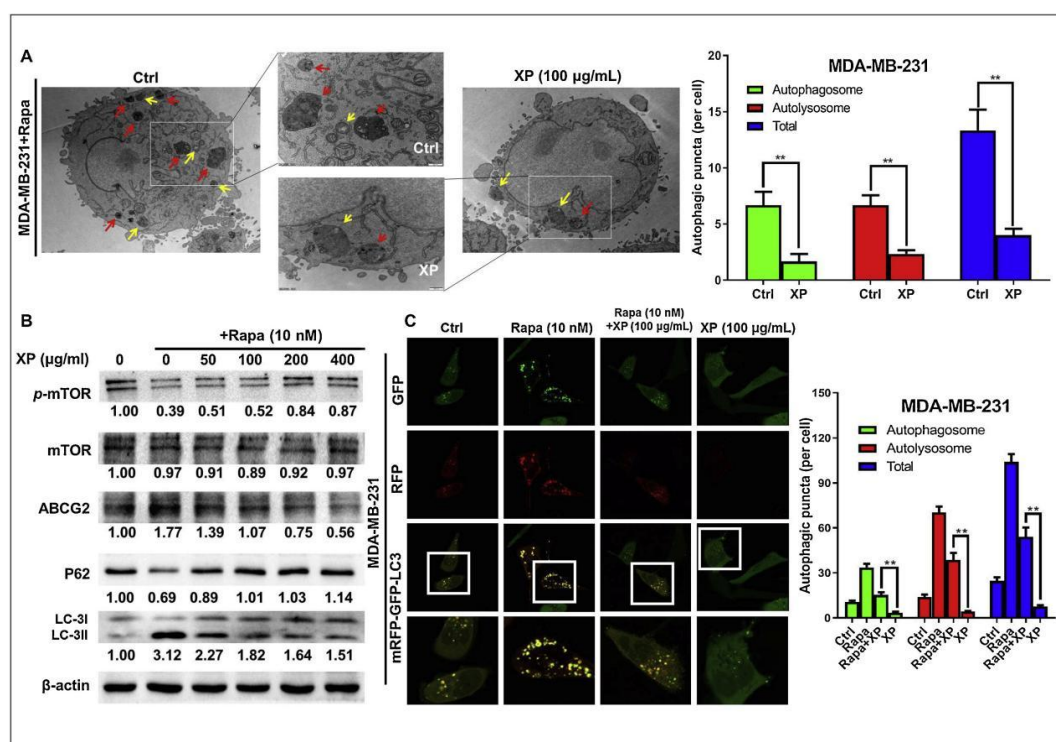 A
Ctrl
XP (100 μg/mL)
MDA-MB-231+Rapa
Ctrl
XP
MDA-MB-231
Autophagosome
Autolysosome
Total
Autophagic puncta (per cell)
20
15
10
5
0
**
**
**
Ctrl XP Ctrl XP Ctrl XP
B
+Rapa (10 nM)
XP (μg/ml) 0 0 50 100 200 400
p-mTOR
1.00 0.39 0.51 0.52 0.84 0.87
mTOR
1.00 0.97 0.91 0.89 0.92 0.97
ABCG2
1.00 1.77 1.39 1.07 0.75 0.56
P62
1.00 0.69 0.89 1.01 1.03 1.14
LC-3I
LC-3II
1.00 3.12 2.27 1.82 1.64 1.51
β-actin
C
Ctrl
Rapa (10 nM)
Rapa (10 nM)
+XP (100 μg/mL)
XP (100 μg/mL)
MDA-MB-231
GFP
RFP
mRFP-GFP-LC3
MDA-MB-231
Autophagosome
Autolysosome
Total
Autophagic puncta (per cell)
150
120
90
60
30
0
**
**
**
Ctrl Rapa Rapa+XP XP Ctrl Rapa Rapa+XP XP Ctrl Rapa Rapa+XP XP